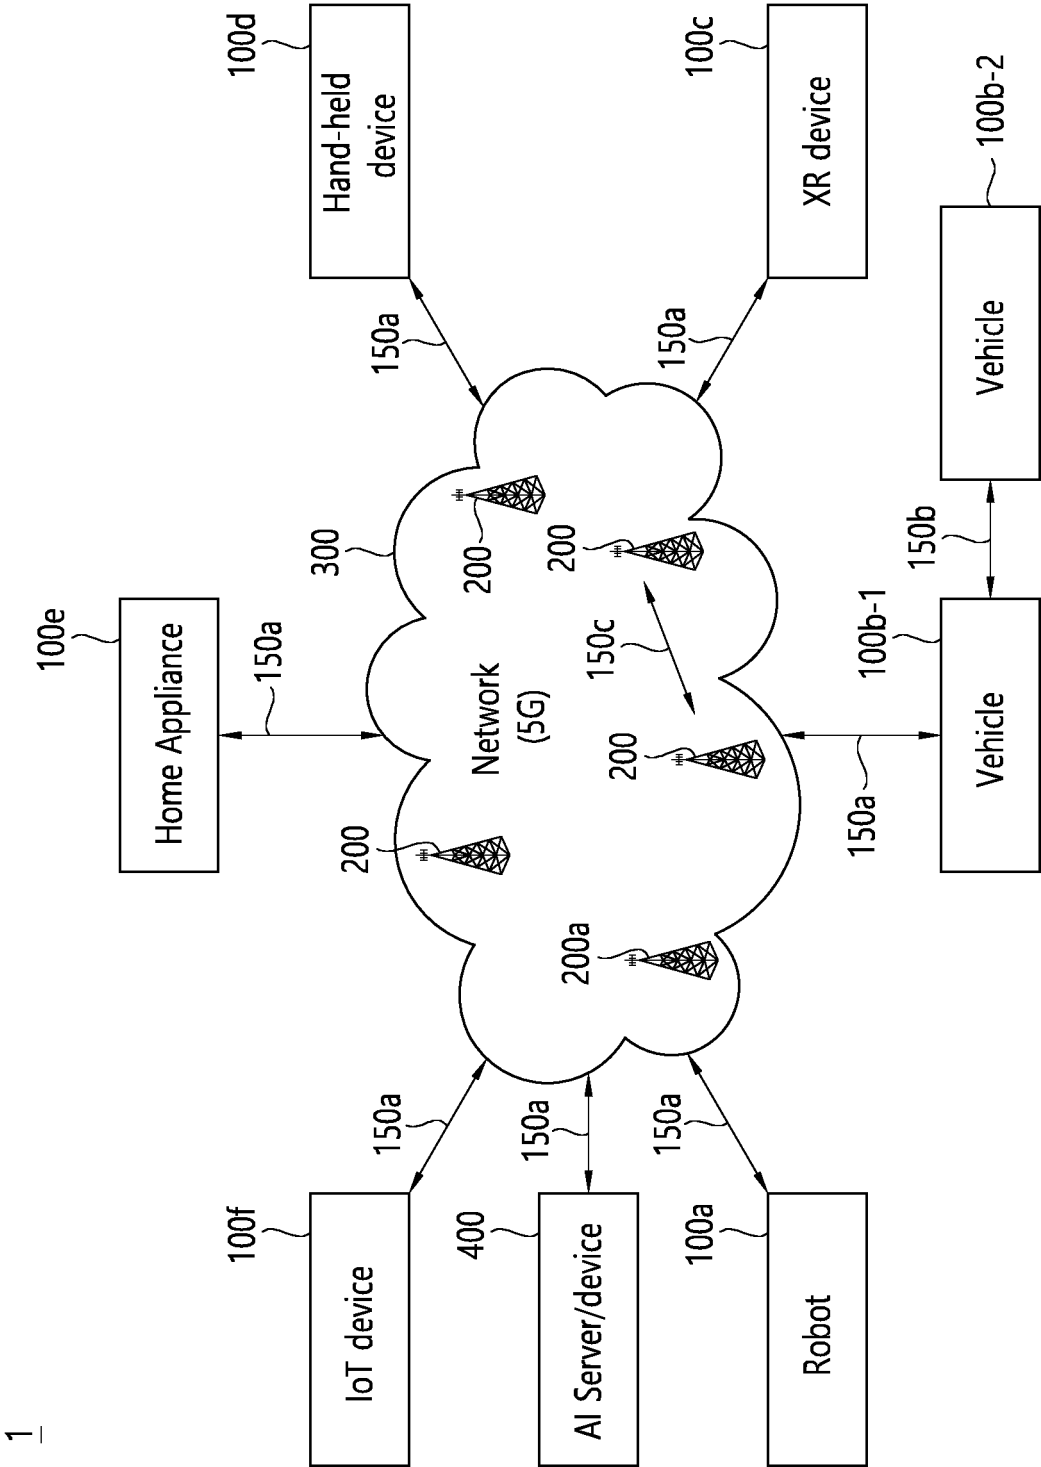 1
100f
IoT device
150a
400
AI Server/device
150a
100a
Robot
150a
100e
Home Appliance
150a
300
Network
(5G)
200
200
200
200
200a
150c
100d
Hand-held
device
150a
100c
XR device
150a
100b-1
Vehicle
150a
150b
100b-2
Vehicle